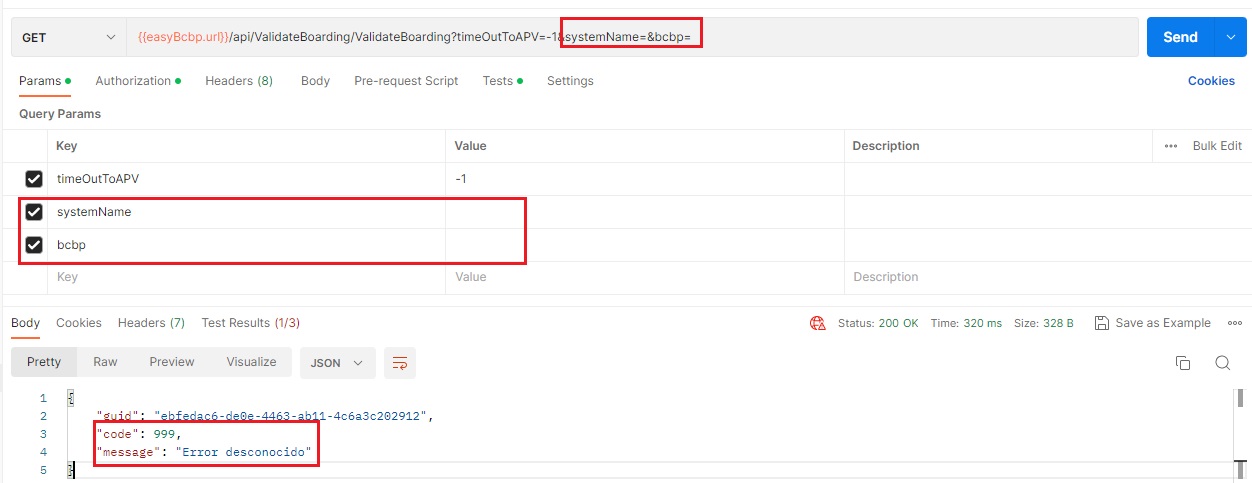 GET {{easyBcbp.url}}/api/ValidateBoarding/ValidateBoarding?timeOutToAPV=-1&systemName=&bcbp= Send
Params Authorization Headers (8) Body Pre-request Script Tests Settings Cookies
Query Params
Key Value Description ••• Bulk Edit
timeOutToAPV -1
systemName
bcbp
Key Value Description
Body Cookies Headers (7) Test Results (1/3) Status: 200 OK Time: 320 ms Size: 328 B Save as Example
Pretty Raw Preview Visualize JSON
1 {
2 "guid": "ebfedac6-de0e-4463-ab11-4c6a3c202912",
3 "code": 999,
4 "message": "Error desconocido"
5 }